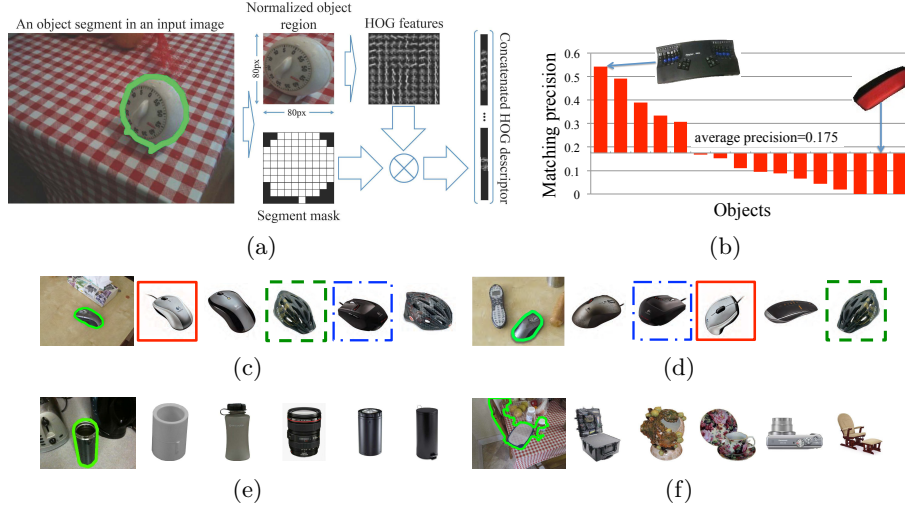 An object segment in an input image
Normalized object
region
HOG features
80px
80px
Segment mask
Concatenated HOG descriptor
...
(a)
Matching precision
0.6
0.5
0.4
0.3
0.2
0.1
0
average precision=0.175
Objects
(b)
(c)
(d)
(e)
(f)